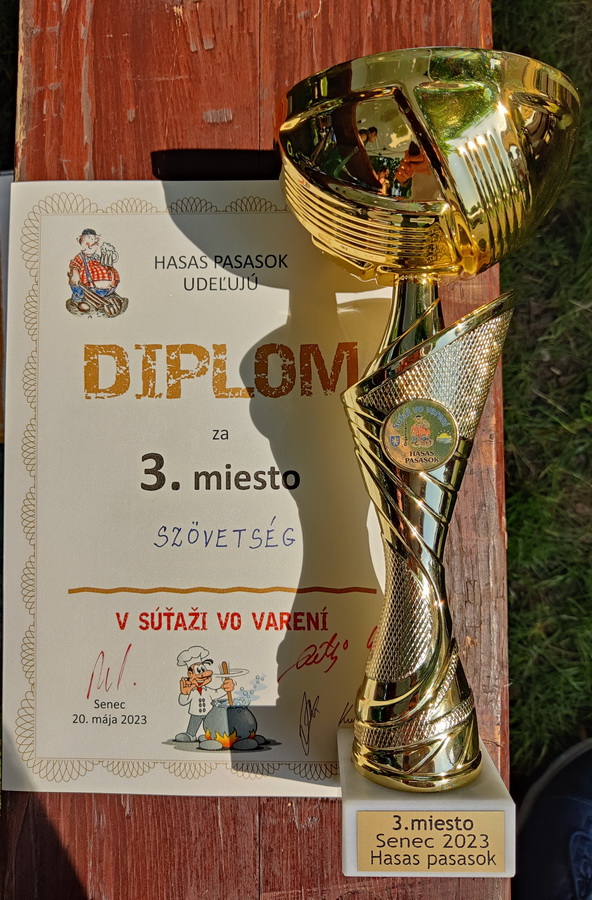 HASAS PASASOK
UDEĽUJÚ
DIPLOM
za
3. miesto
SZÖVETSÉG
V SÚŤAŽI VO VARENÍ
Senec
20. mája 2023
HASAS
PASASOK
3.miesto
Senec 2023
Hasas pasasok